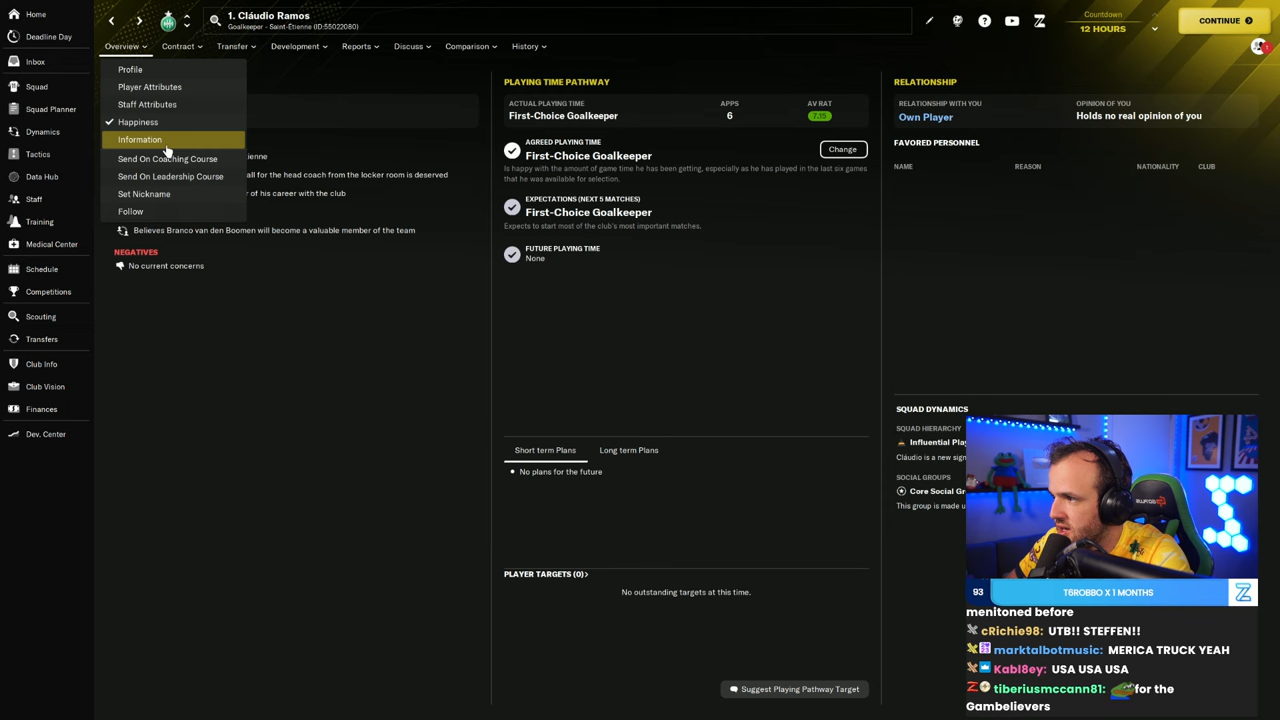 Home
Deadline Day
Inbox
Squad
Squad Planner
Dynamics
Tactics
Data Hub
Staff
Training
Medical Center
Schedule
Competitions
Scouting
Transfers
Club Info
Club Vision
Finances
Dev. Center
1. Cláudio Ramos
Goalkeeper - Saint-Étienne (ID:55022080)
Countdown
12 HOURS
CONTINUE
1
Overview
Contract
Transfer
Development
Reports
Discuss
Comparison
History
Profile
Player Attributes
Staff Attributes
Happiness
Information
Send On Coaching Course
Send On Leadership Course
Set Nickname
Follow
ienne
all for the head coach from the locker room is deserved
of his career with the club
Believes Branco van den Boomen will become a valuable member of the team
NEGATIVES
No current concerns
PLAYING TIME PATHWAY
ACTUAL PLAYING TIME APPS AV RAT
First-Choice Goalkeeper 6 7.15
AGREED PLAYING TIME
First-Choice Goalkeeper
Change
Is happy with the amount of game time he has been getting, especially as he has played in the last six games
that he was available for selection.
EXPECTATIONS (NEXT 5 MATCHES)
First-Choice Goalkeeper
Expects to start most of the club's most important matches.
FUTURE PLAYING TIME
None
Short term Plans Long term Plans
No plans for the future
PLAYER TARGETS (0)>
No outstanding targets at this time.
Suggest Playing Pathway Target
RELATIONSHIP
RELATIONSHIP WITH YOU OPINION OF YOU
Own Player Holds no real opinion of you
FAVORED PERSONNEL
NAME REASON NATIONALITY CLUB
SQUAD DYNAMICS
SQUAD HIERARCHY
Influential Pla
Cláudio is a new sign
SOCIAL GROUPS
Core Social Gr
This group is made u
93 T6ROBBO X 1 MONTHS
menitoned before
cRichie98: UTB!! STEFFEN!!
marktalbotmusic: MERICA TRUCK YEAH
Kabl8ey: USA USA USA
tiberiusmccann81: for the
Gambelievers